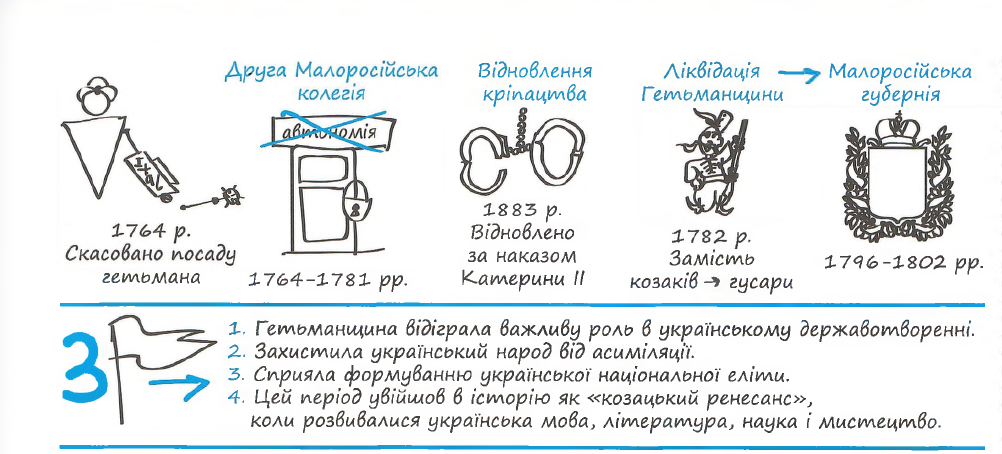 Італ
1764 р.
Скасовано посаду
гетьмана
Друга Малоросійська
колегія
автономія
1764-1781 рр.
Відновлення
кріпацтва
1883 р.
Відновлено
за наказом
Катерини ІІ
Ліквідація → Малоросійська
Гетьманщини губернія
1782 р.
Замість
козаків → гусари
1796-1802 рр.
3
1. Гетьманщина відіграла важливу роль в українському державотворенні.
2. Захистила український народ від асиміляції.
3. Сприяла формуванню української національної еліти.
4. Цей період увійшов в історію як «козацький ренесанс»,
коли розвивалися українська мова, література, наука і мистецтво.